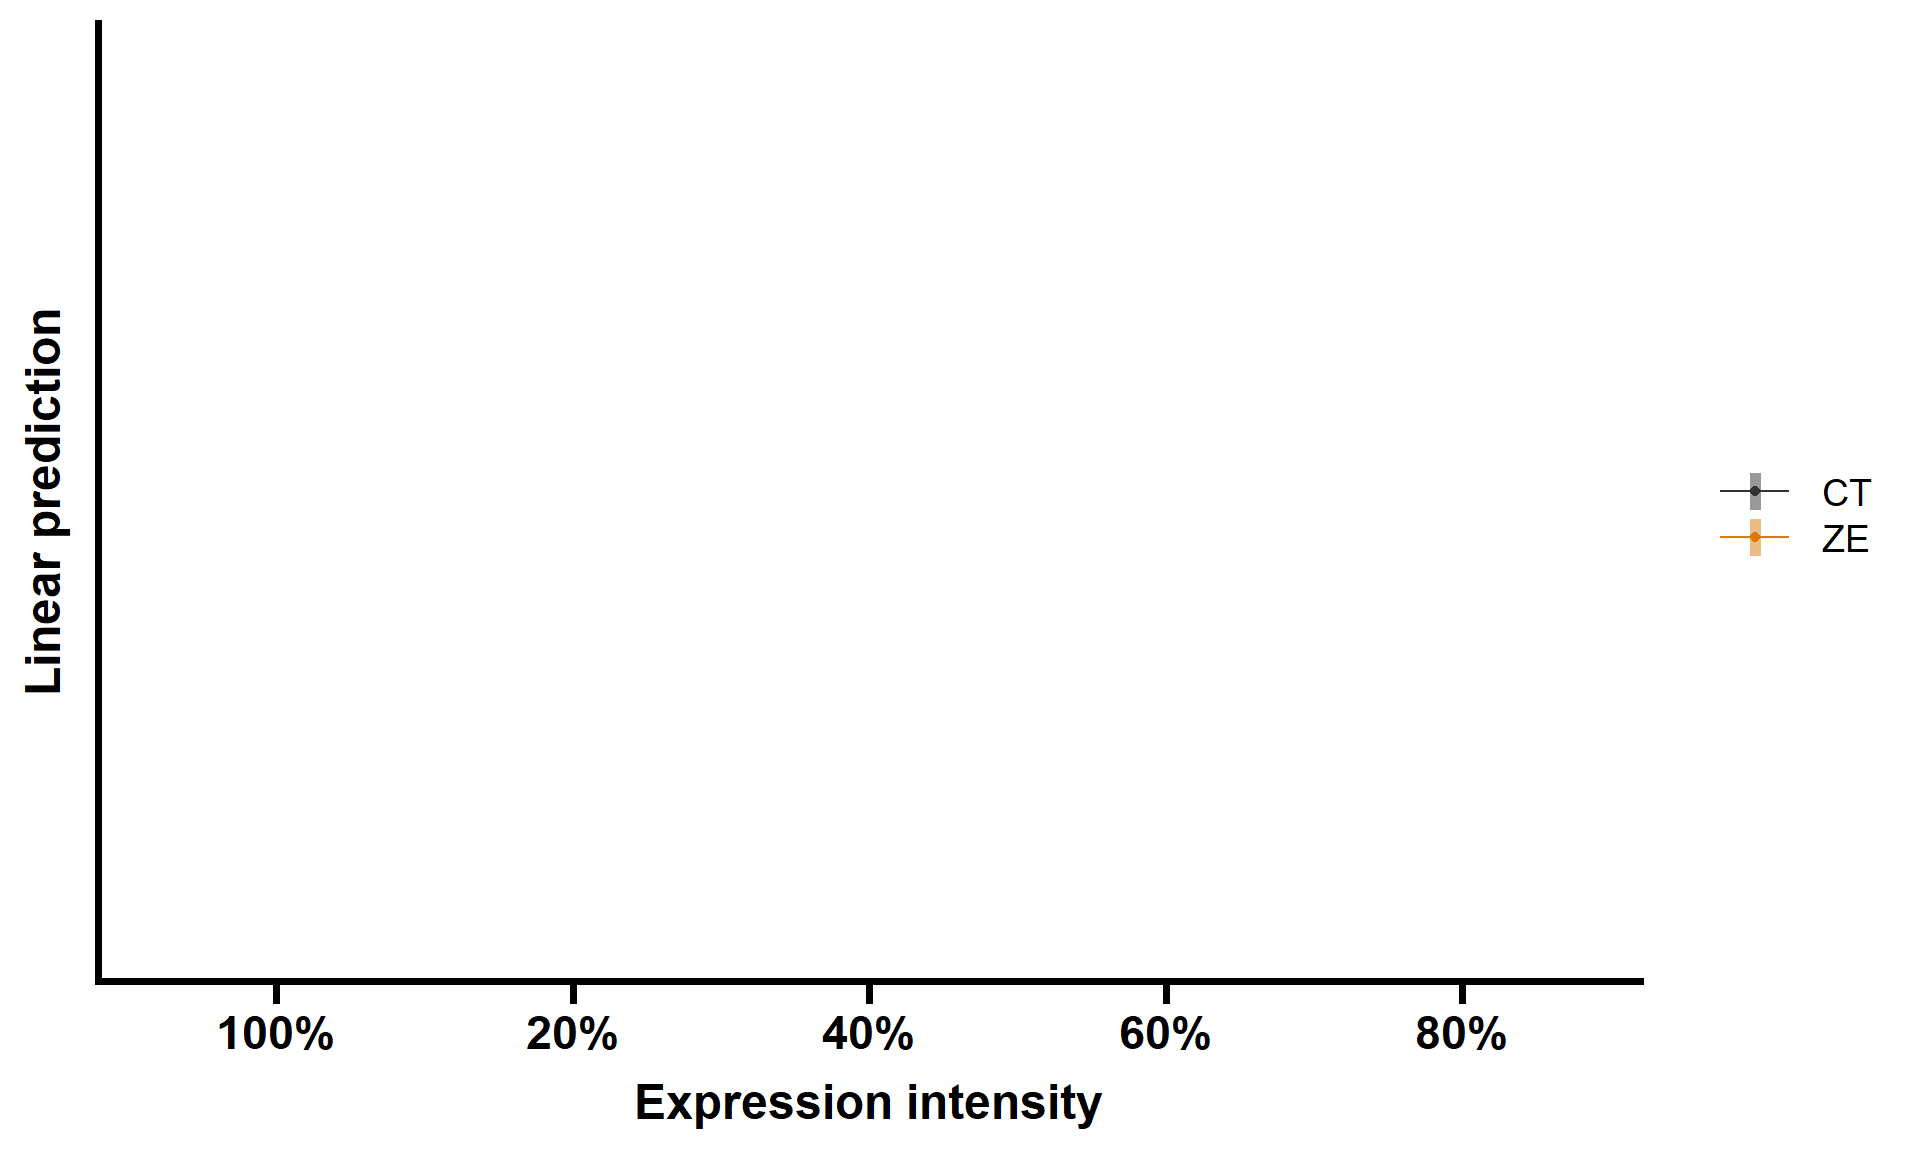 Linear prediction
CT
ZE
100% 20% 40% 60% 80%
Expression intensity